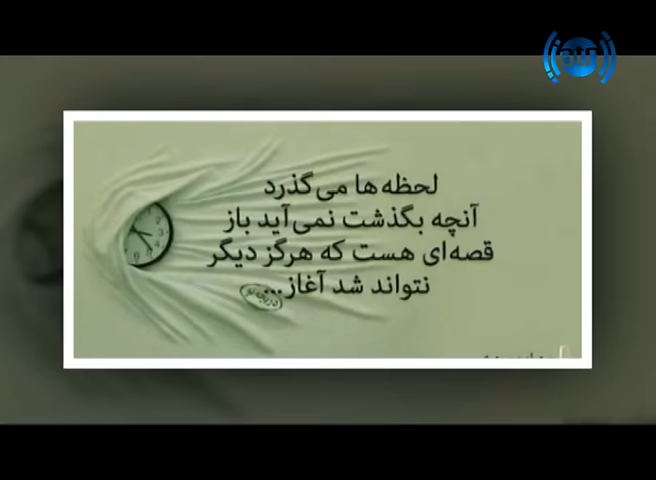 لحظه‌ها می‌گذرد
آنچه بگذشت نمی‌آید باز
قصه‌ای هست که هرگز دیگر
نتواند شد آغاز...